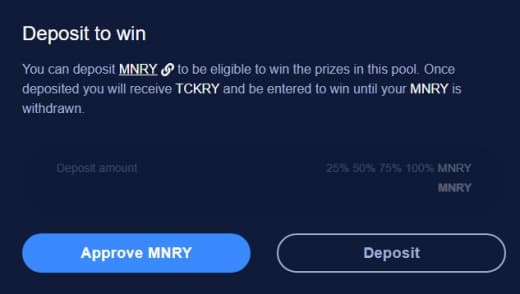 Deposit to win
You can deposit MNRY to be eligible to win the prizes in this pool. Once
deposited you will receive TCKRY and be entered to win until your MNRY is
withdrawn.
Deposit amount 25% 50% 75% 100% MNRY
MNRY
Approve MNRY Deposit